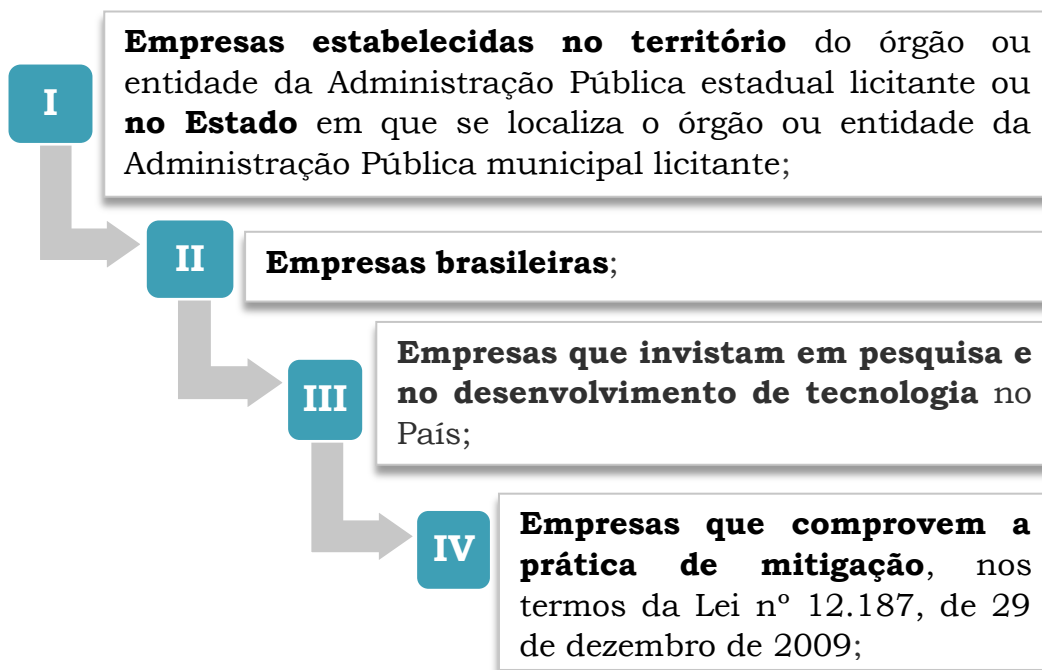 I
Empresas estabelecidas no território do órgão ou
entidade da Administração Pública estadual licitante ou
no Estado em que se localiza o órgão ou entidade da
Administração Pública municipal licitante;
II
Empresas brasileiras;
III
Empresas que invistam em pesquisa e
no desenvolvimento de tecnologia no
País;
IV
Empresas que comprovem a
prática de mitigação, nos
termos da Lei nº 12.187, de 29
de dezembro de 2009;